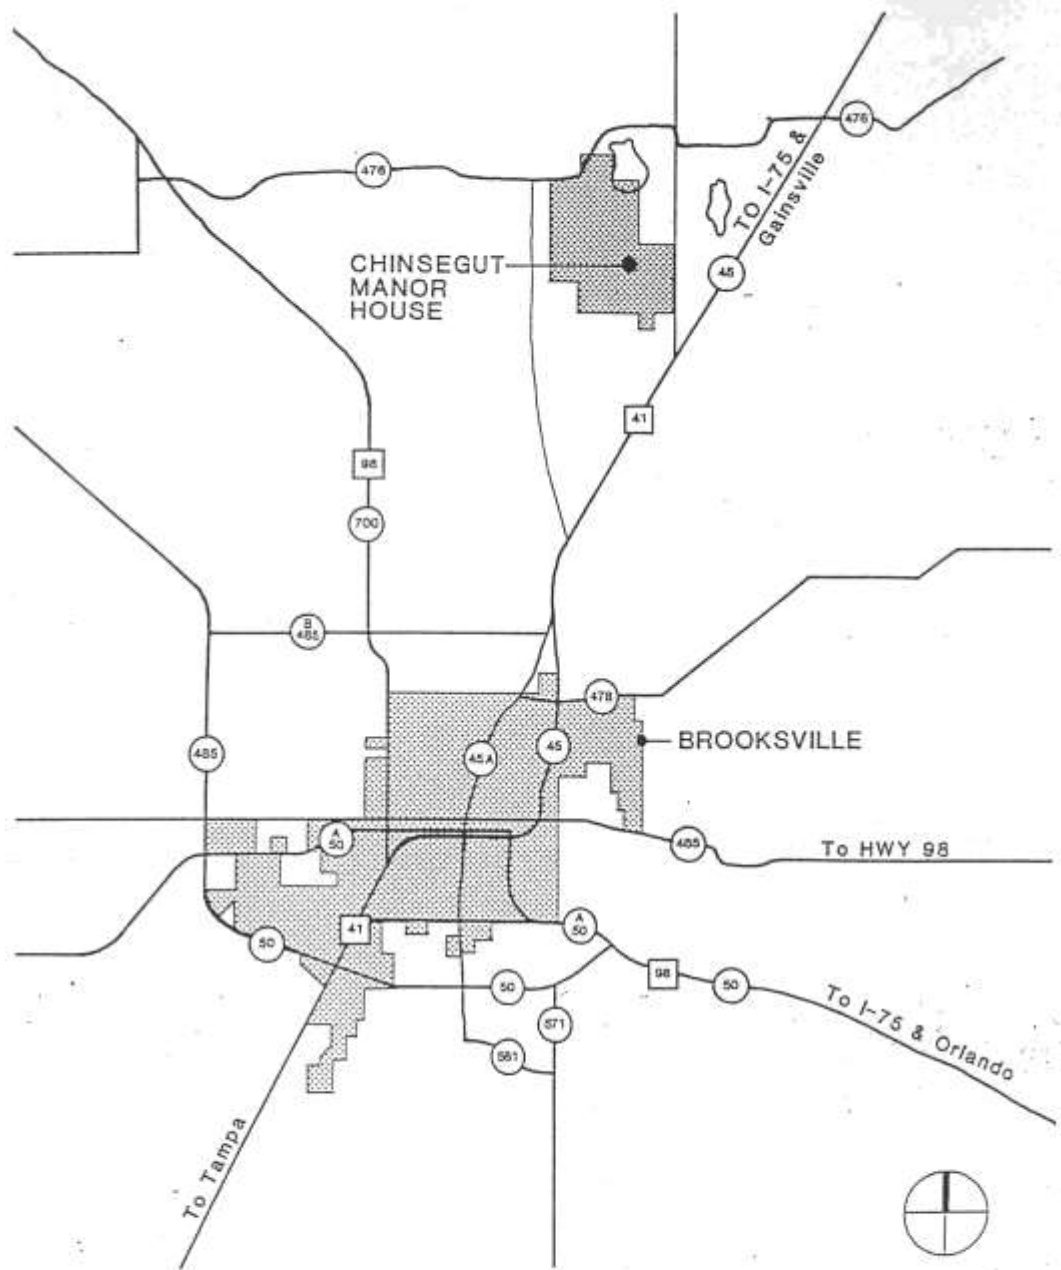 476
476
TO I-75 &
Gainsville
CHINSEGUT
MANOR
HOUSE
45
41
98
700
B
485
478
485
45 A
45
BROOKSVILLE
A
50
485
To HWY 98
41
A
50
50
98
50
50
To I-75 & Orlando
571
581
To Tampa